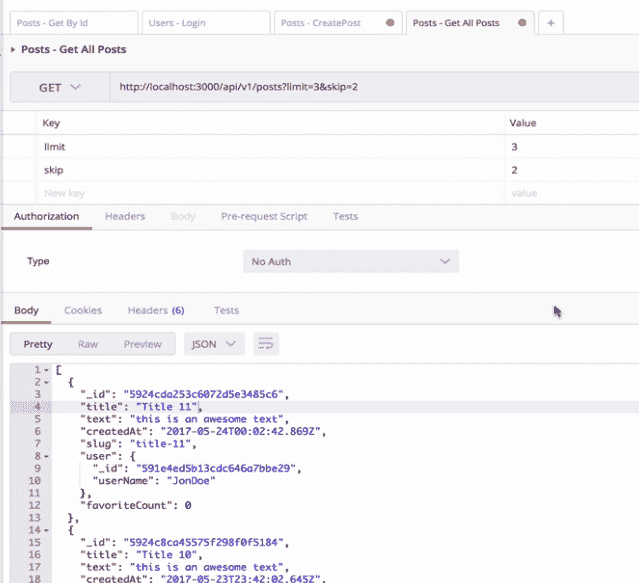 Posts - Get By Id
Users - Login
Posts - CreatePost
Posts - Get All Posts
+
Posts - Get All Posts
GET
http://localhost:3000/api/v1/posts?limit=3&skip=2
Key Value
limit 3
skip 2
New key value
Authorization Headers Body Pre-request Script Tests
Type No Auth
Body Cookies Headers (6) Tests
Pretty Raw Preview JSON
1 [
2 {
3 "_id": "5924cda253c6072d5e3485c6",
4 "title": "Title 11",
5 "text": "this is an awesome text",
6 "createdAt": "2017-05-24T00:02:42.869Z",
7 "slug": "title-11",
8 "user": {
9 "_id": "591e4ed5b13cdc646a7bbe29",
10 "userName": "JonDoe"
11 },
12 "favoriteCount": 0
13 },
14 {
15 "_id": "5924c8ca45575f298f0f5184",
16 "title": "Title 10",
17 "text": "this is an awesome text",
18 "createdAt": "2017-05-23T23:42:02.645Z",